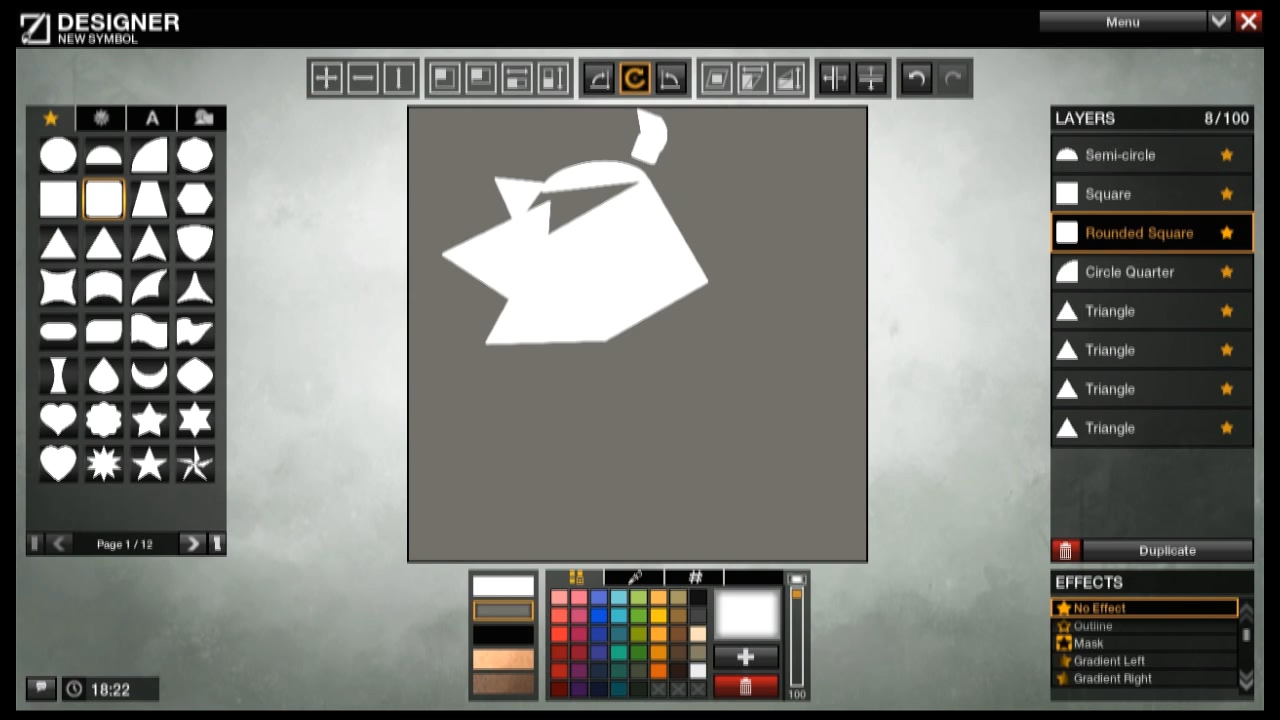 DESIGNER
NEW SYMBOL
Menu
A
LAYERS 8/100
Semi-circle
Square
Rounded Square
Circle Quarter
Triangle
Triangle
Triangle
Triangle
Page 1 / 12
Duplicate
EFFECTS
No Effect
Outline
Mask
Gradient Left
Gradient Right
#
100
18:22